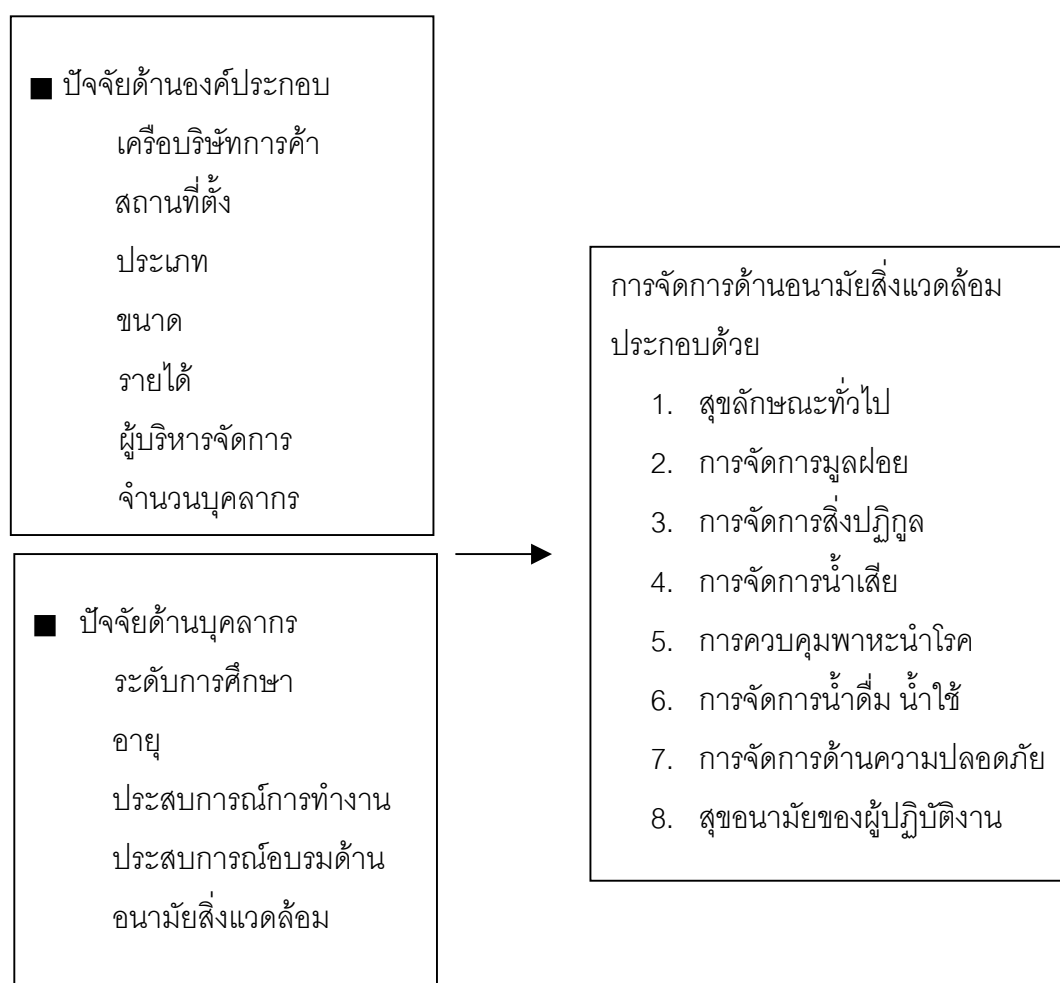 ■ ปัจจัยด้านองค์ประกอบ
เครือบริษัทการค้า
สถานที่ตั้ง
ประเภท
ขนาด
รายได้
ผู้บริหารจัดการ
จำนวนบุคลากร
■ ปัจจัยด้านบุคลากร
ระดับการศึกษา
อายุ
ประสบการณ์การทำงาน
ประสบการณ์อบรมด้าน
อนามัยสิ่งแวดล้อม
การจัดการด้านอนามัยสิ่งแวดล้อม
ประกอบด้วย
1. สุขลักษณะทั่วไป
2. การจัดการมูลฝอย
3. การจัดการสิ่งปฏิกูล
4. การจัดการน้ำเสีย
5. การควบคุมพาหะนำโรค
6. การจัดการน้ำดื่ม น้ำใช้
7. การจัดการด้านความปลอดภัย
8. สุขอนามัยของผู้ปฏิบัติงาน